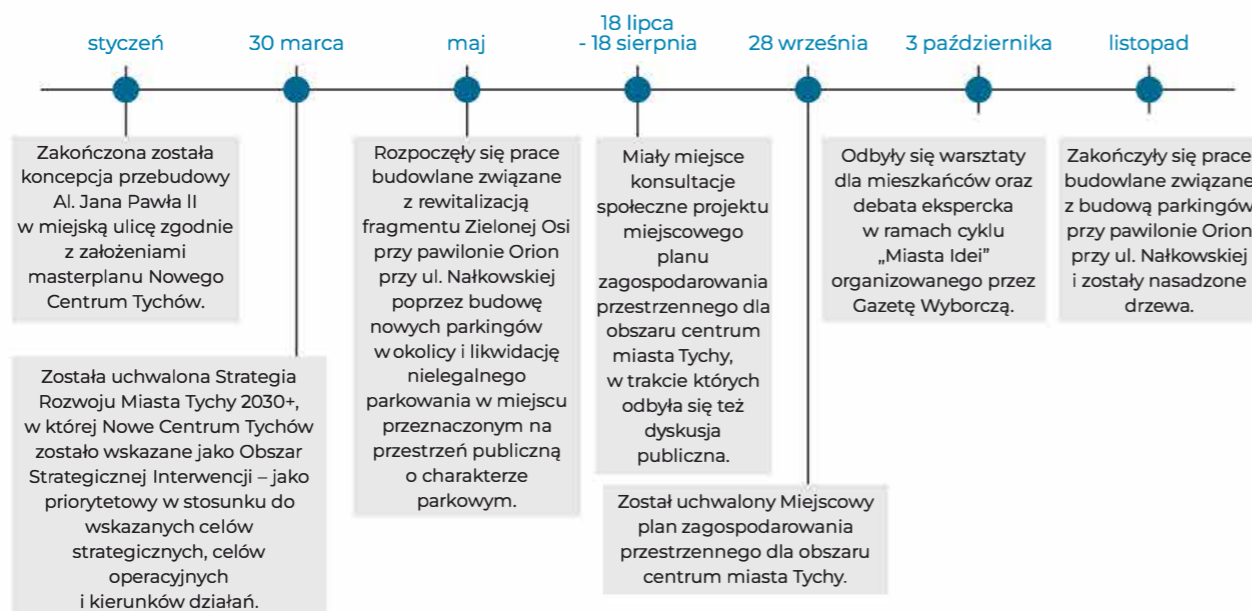 styczeń
30 marca
maj
18 lipca
- 18 sierpnia
28 września
3 października
listopad
Zakończona została
koncepcja przebudowy
Al. Jana Pawła II
w miejską ulicę zgodnie
z założeniami
masterplanu Nowego
Centrum Tychów.
Została uchwalona Strategia
Rozwoju Miasta Tychy 2030+,
w której Nowe Centrum Tychów
zostało wskazane jako Obszar
Strategicznej Interwencji – jako
priorytetowy w stosunku do
wskazanych celów
strategicznych, celów
operacyjnych
i kierunków działań.
Rozpoczęły się prace
budowlane związane
z rewitalizacją
fragmentu Zielonej Osi
przy pawilonie Orion
przy ul. Nałkowskiej
poprzez budowę
nowych parkingów
w okolicy i likwidację
nielegalnego
parkowania w miejscu
przeznaczonym na
przestrzeń publiczną
o charakterze
parkowym.
Miały miejsce
konsultacje
społeczne projektu
miejscowego
planu
zagospodarowania
przestrzennego dla
obszaru centrum
miasta Tychy,
w trakcie których
odbyła się też
dyskusja
publiczna.
Został uchwalony Miejscowy
plan zagospodarowania
przestrzennego dla obszaru
centrum miasta Tychy.
Odbyły się warsztaty
dla mieszkańców oraz
debata ekspercka
w ramach cyklu
„Miasta Idei”
organizowanego przez
Gazetę Wyborczą.
Zakończyły się prace
budowlane związane
z budową parkingów
przy pawilonie Orion
przy ul. Nałkowskiej
i zostały nasadzone
drzewa.